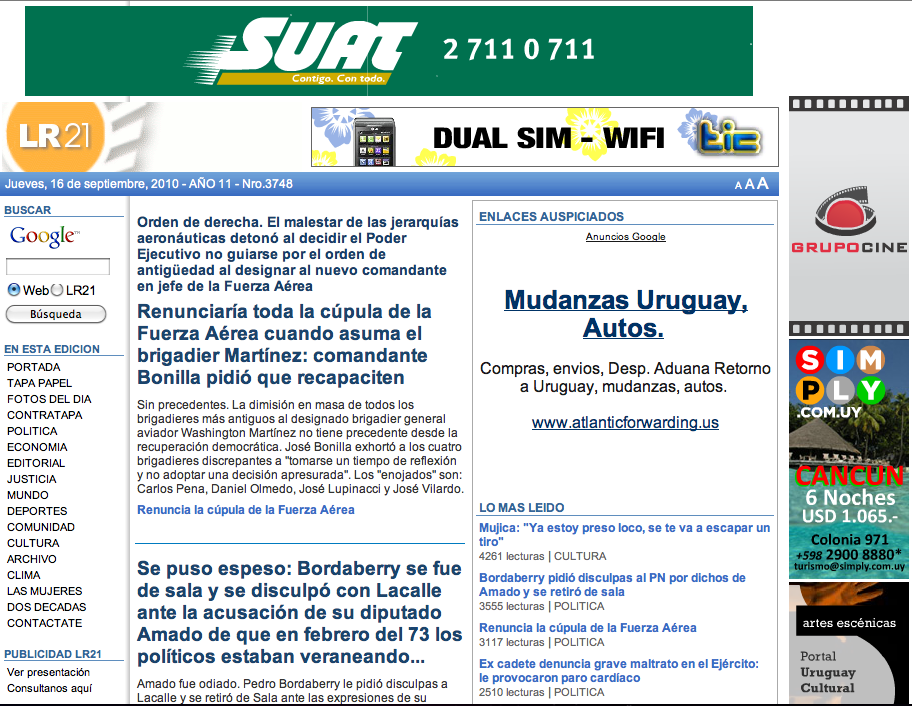 SUAT
Contigo. Con todo.
2 711 0 711
LR21
DUAL SIM - WIFI
tic
Jueves, 16 de septiembre, 2010 - AÑO 11 - Nro.3748
A A A
BUSCAR
Google™
Web LR21
Búsqueda
EN ESTA EDICION
PORTADA
TAPA PAPEL
FOTOS DEL DIA
CONTRATAPA
POLITICA
ECONOMIA
EDITORIAL
JUSTICIA
MUNDO
DEPORTES
COMUNIDAD
CULTURA
ARCHIVO
CLIMA
LAS MUJERES
DOS DECADAS
CONTACTATE
PUBLICIDAD LR21
Ver presentación
Consultanos aquí
Orden de derecha. El malestar de las jerarquías
aeronáuticas detonó al decidir el Poder
Ejecutivo no guiarse por el orden de
antigüedad al designar al nuevo comandante
en jefe de la Fuerza Aérea
Renunciaría toda la cúpula de la
Fuerza Aérea cuando asuma el
brigadier Martínez: comandante
Bonilla pidió que recapaciten
Sin precedentes. La dimisión en masa de todos los
brigadieres más antiguos al designado brigadier general
aviador Washington Martínez no tiene precedente desde la
recuperación democrática. José Bonilla exhortó a los cuatro
brigadieres discrepantes a "tomarse un tiempo de reflexión
y no adoptar una decisión apresurada". Los "enojados" son:
Carlos Pena, Daniel Olmedo, José Lupinacci y José Vilardo.
Renuncia la cúpula de la Fuerza Aérea
Se puso espeso: Bordaberry se fue
de sala y se disculpó con Lacalle
ante la acusación de su diputado
Amado de que en febrero del 73 los
políticos estaban veraneando...
Amado fue odiado. Pedro Bordaberry le pidió disculpas a
Lacalle y se retiró de Sala ante las expresiones de su
ENLACES AUSPICIADOS
Anuncios Google
Mudanzas Uruguay,
Autos.
Compras, envios, Desp. Aduana Retorno
a Uruguay, mudanzas, autos.
www.atlanticforwarding.us
LO MAS LEIDO
Mujica: "Ya estoy preso loco, se te va a escapar un
tiro"
4261 lecturas | CULTURA
Bordaberry pidió disculpas al PN por dichos de
Amado y se retiró de sala
3555 lecturas | POLITICA
Renuncia la cúpula de la Fuerza Aérea
3117 lecturas | POLITICA
Ex cadete denuncia grave maltrato en el Ejército:
le provocaron paro cardíaco
2510 lecturas | POLITICA
GRUPOCINE
SIM
PLY
.COM.UY
CANCUN
6 Noches
USD 1.065.-
Colonia 971
+598 2900 8880*
turismo@simply.com.uy
artes escénicas
Portal
Uruguay
Cultural